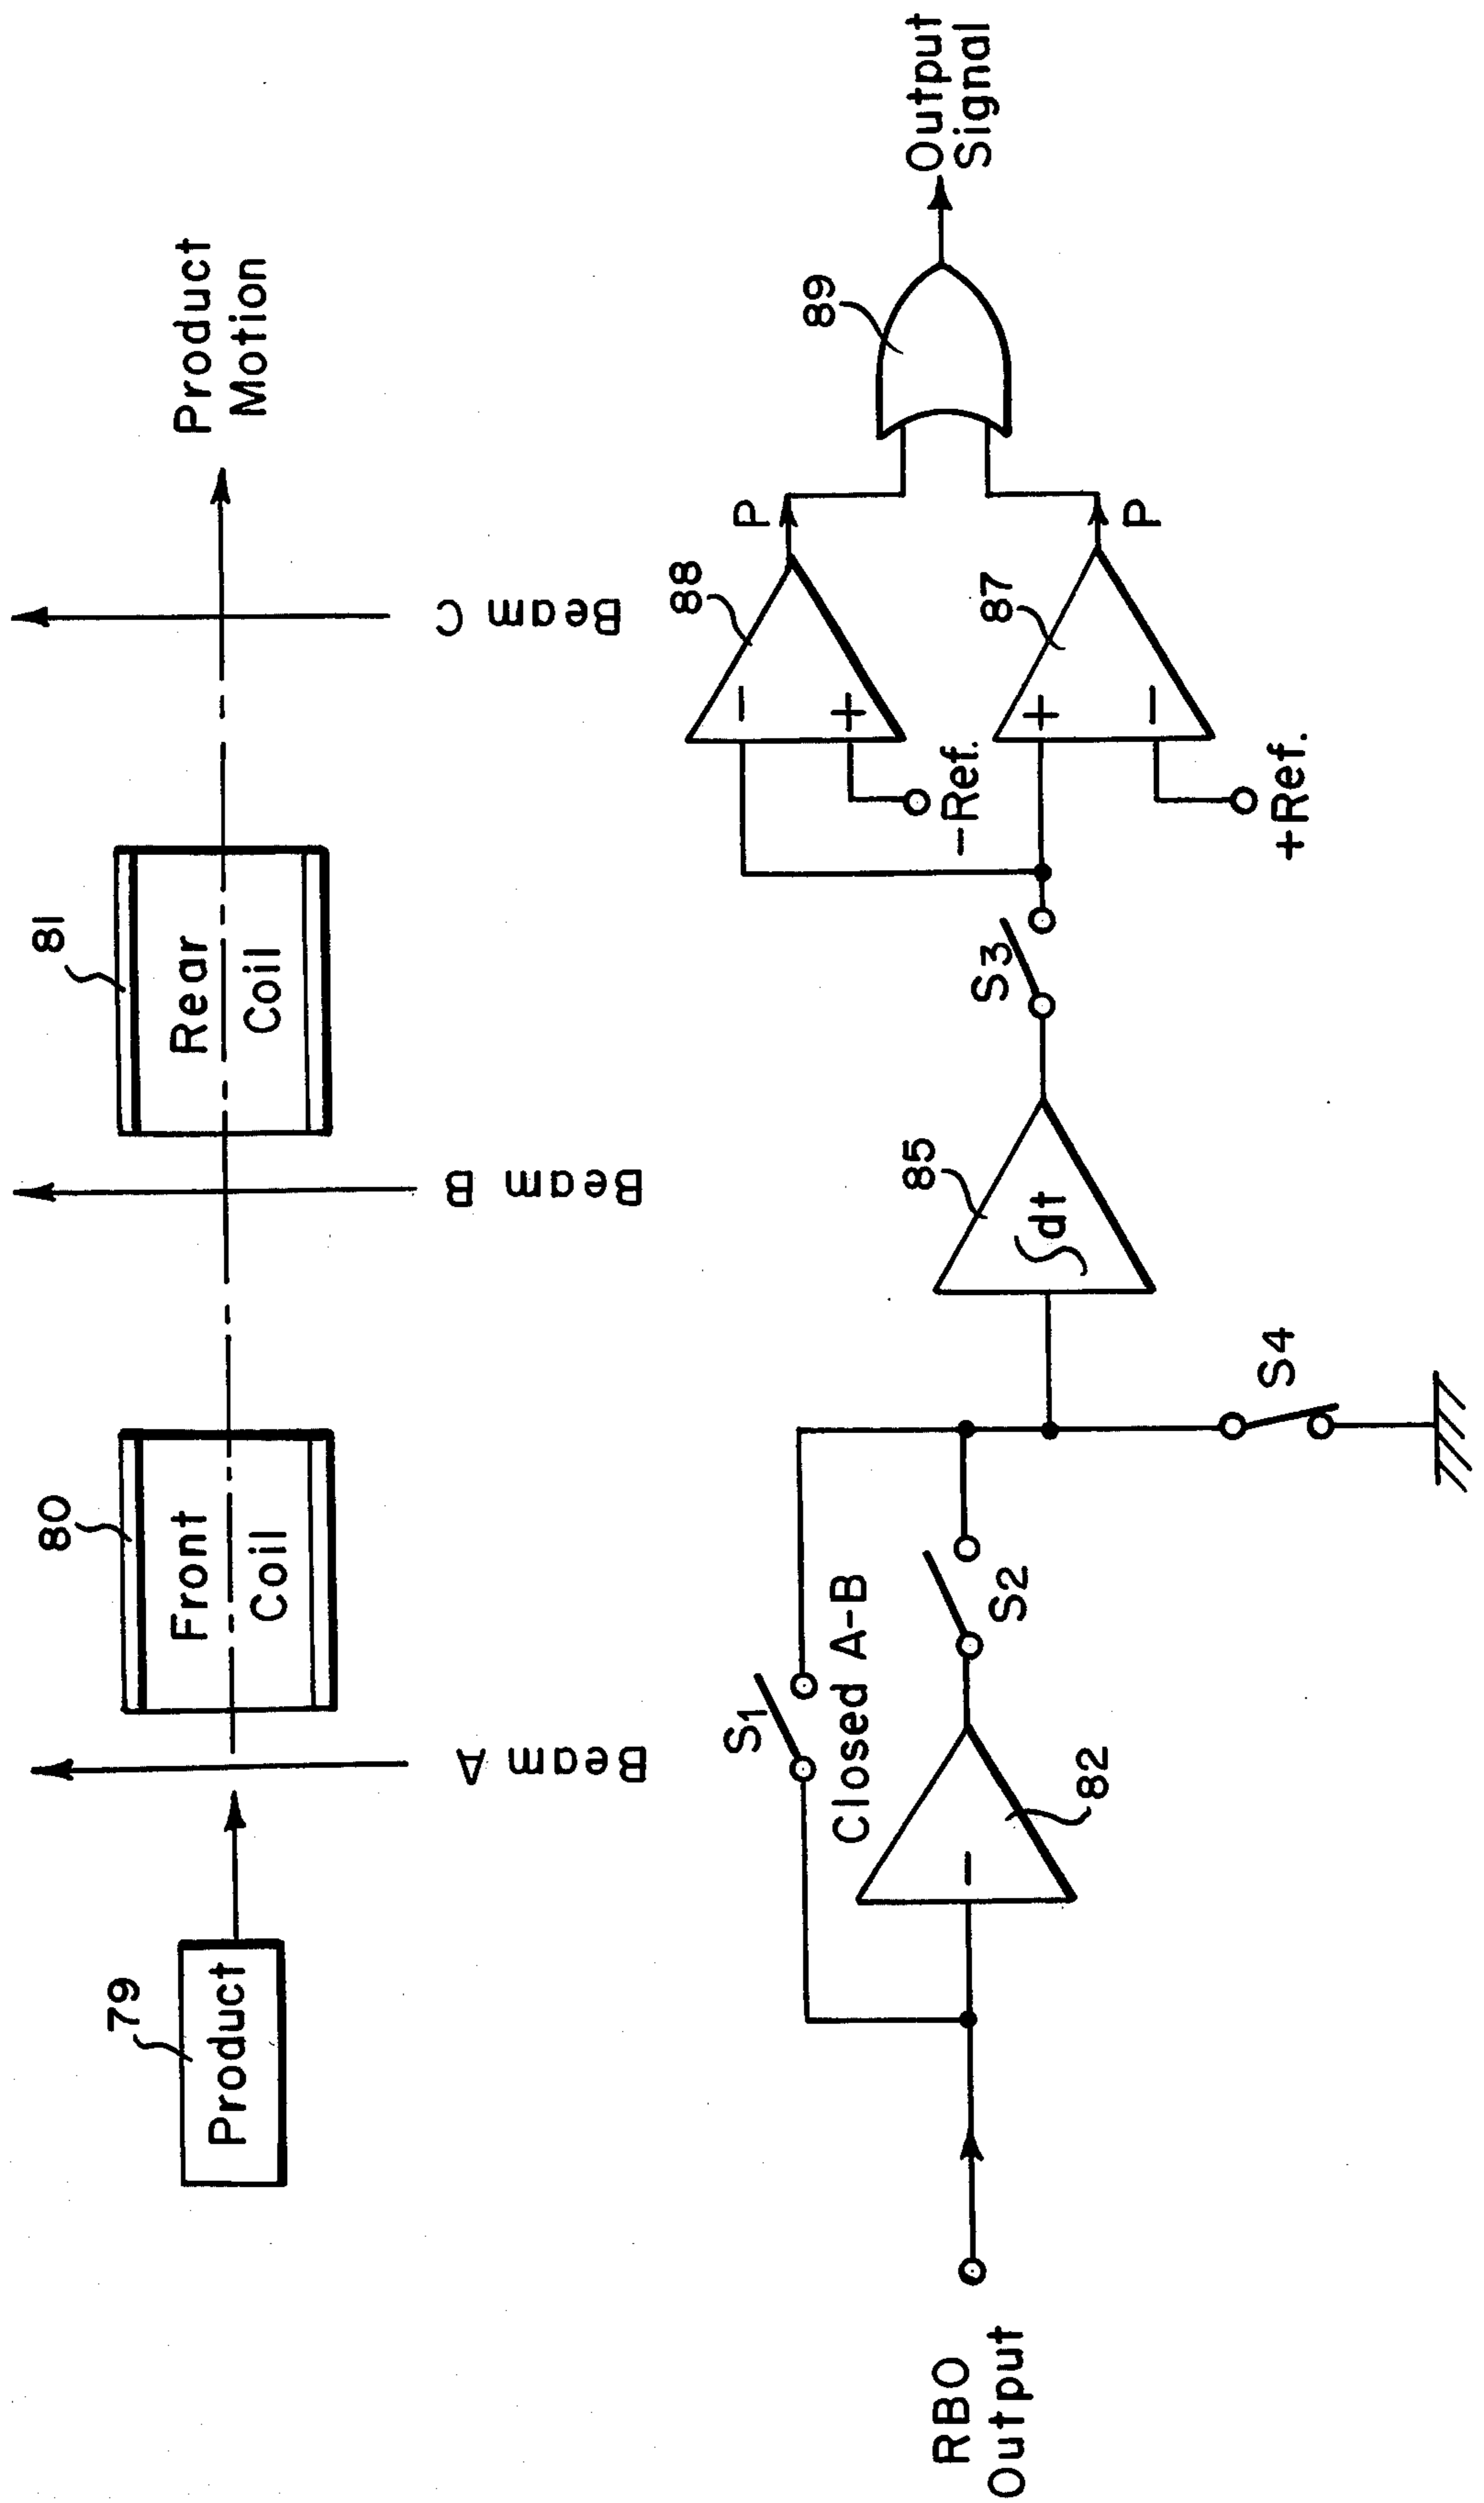 79
Product
80
Front
Coil
81
Rear
Coil
Product
Motion
Beam A
Beam B
Beam C
RBO
Output
S1
Closed A-B
82
−
S2
S4
85
∫dt
S3
88
−
+
P
-Ref.
87
+
−
P
+Ref.
89
Output
Signal